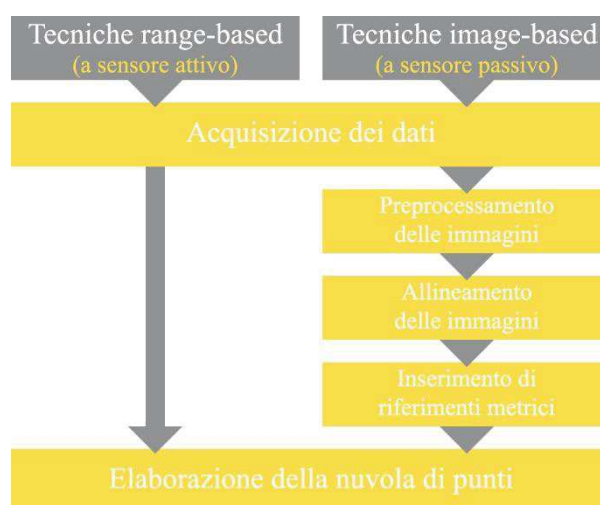 Tecniche range-based
(a sensore attivo)
Tecniche image-based
(a sensore passivo)
Acquisizione dei dati
Preprocessamento
delle immagini
Allineamento
delle immagini
Inserimento di
riferimenti metrici
Elaborazione della nuvola di punti